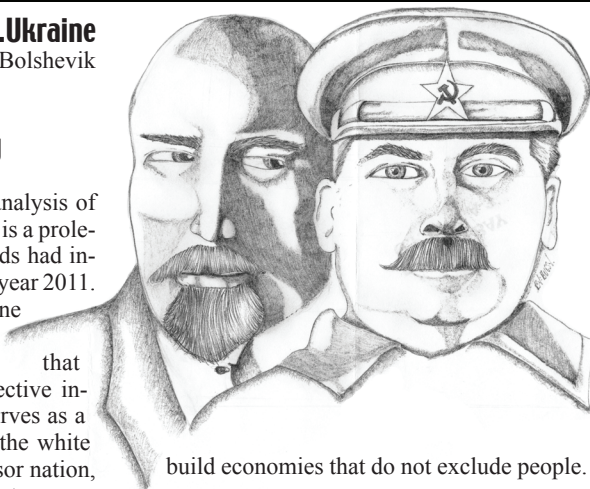 .Ukraine
Bolshevik
nalysis of
is a prole-
ds had in-
year 2011.
ne
that
ective in-
rves as a
the white
sor nation,
build economies that do not exclude people.